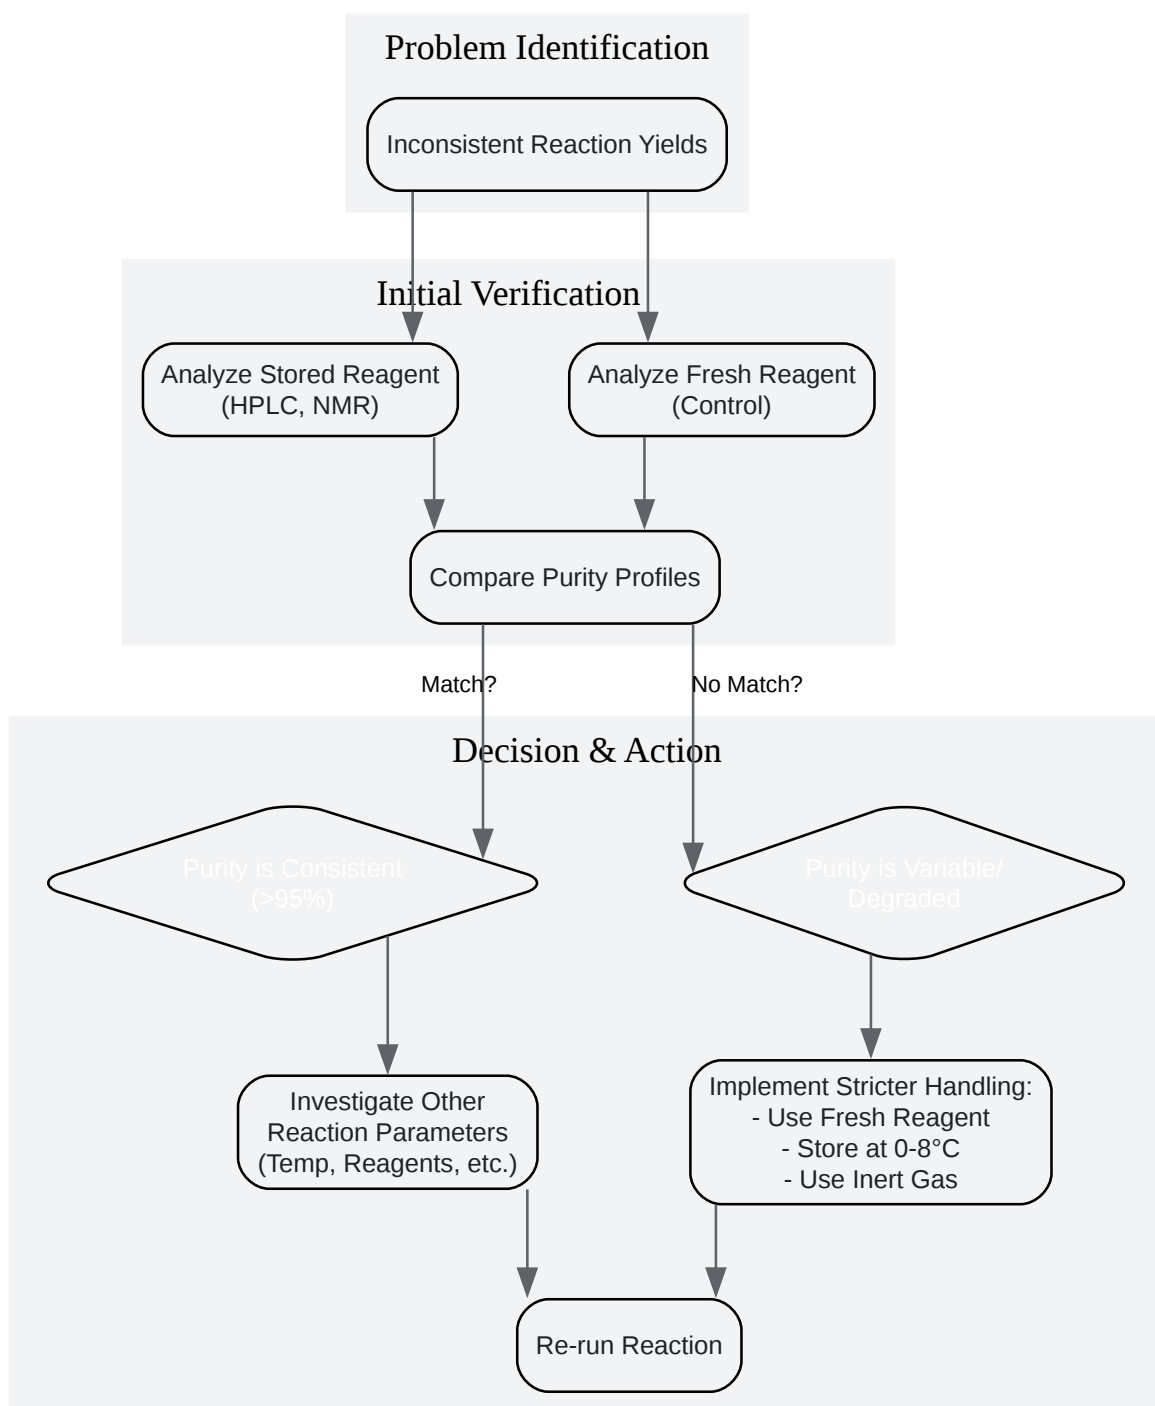 Problem Identification
Inconsistent Reaction Yields
Initial Verification
Analyze Stored Reagent
(HPLC, NMR)
Analyze Fresh Reagent
(Control)
Compare Purity Profiles
Match?
No Match?
Decision & Action
Purity is Consistent
(>95%)
Purity is Variable/
Degraded
Investigate Other
Reaction Parameters
(Temp, Reagents, etc.)
Implement Stricter Handling:
- Use Fresh Reagent
- Store at 0-8°C
- Use Inert Gas
Re-run Reaction